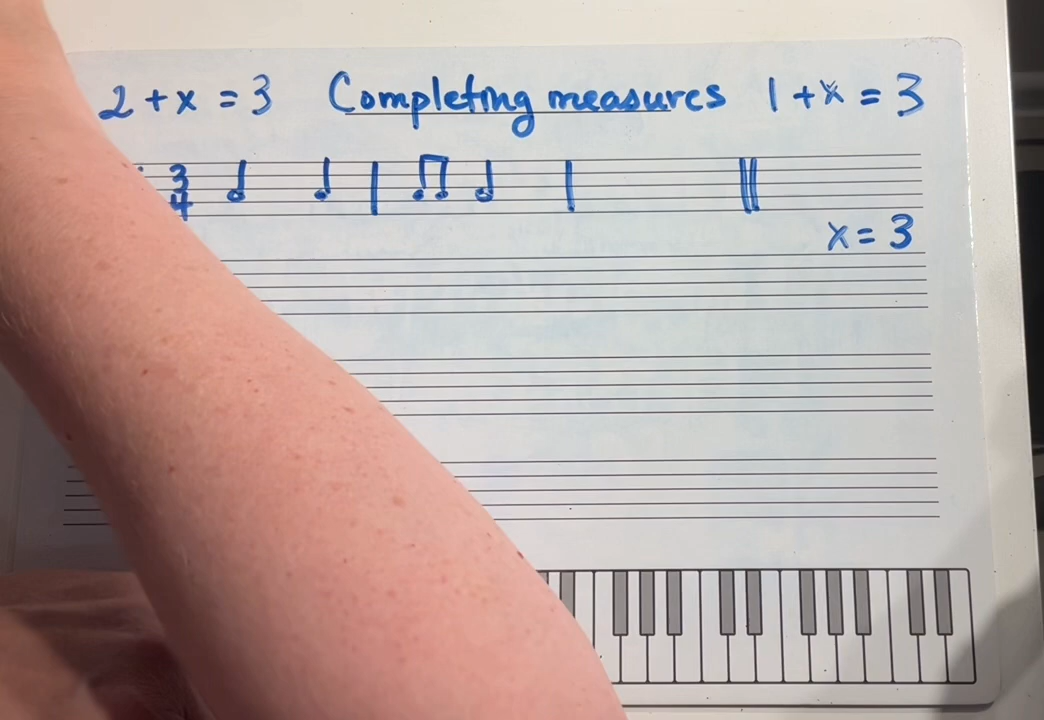 2 + x = 3 Completing measures 1 + x = 3
3
4
x = 3